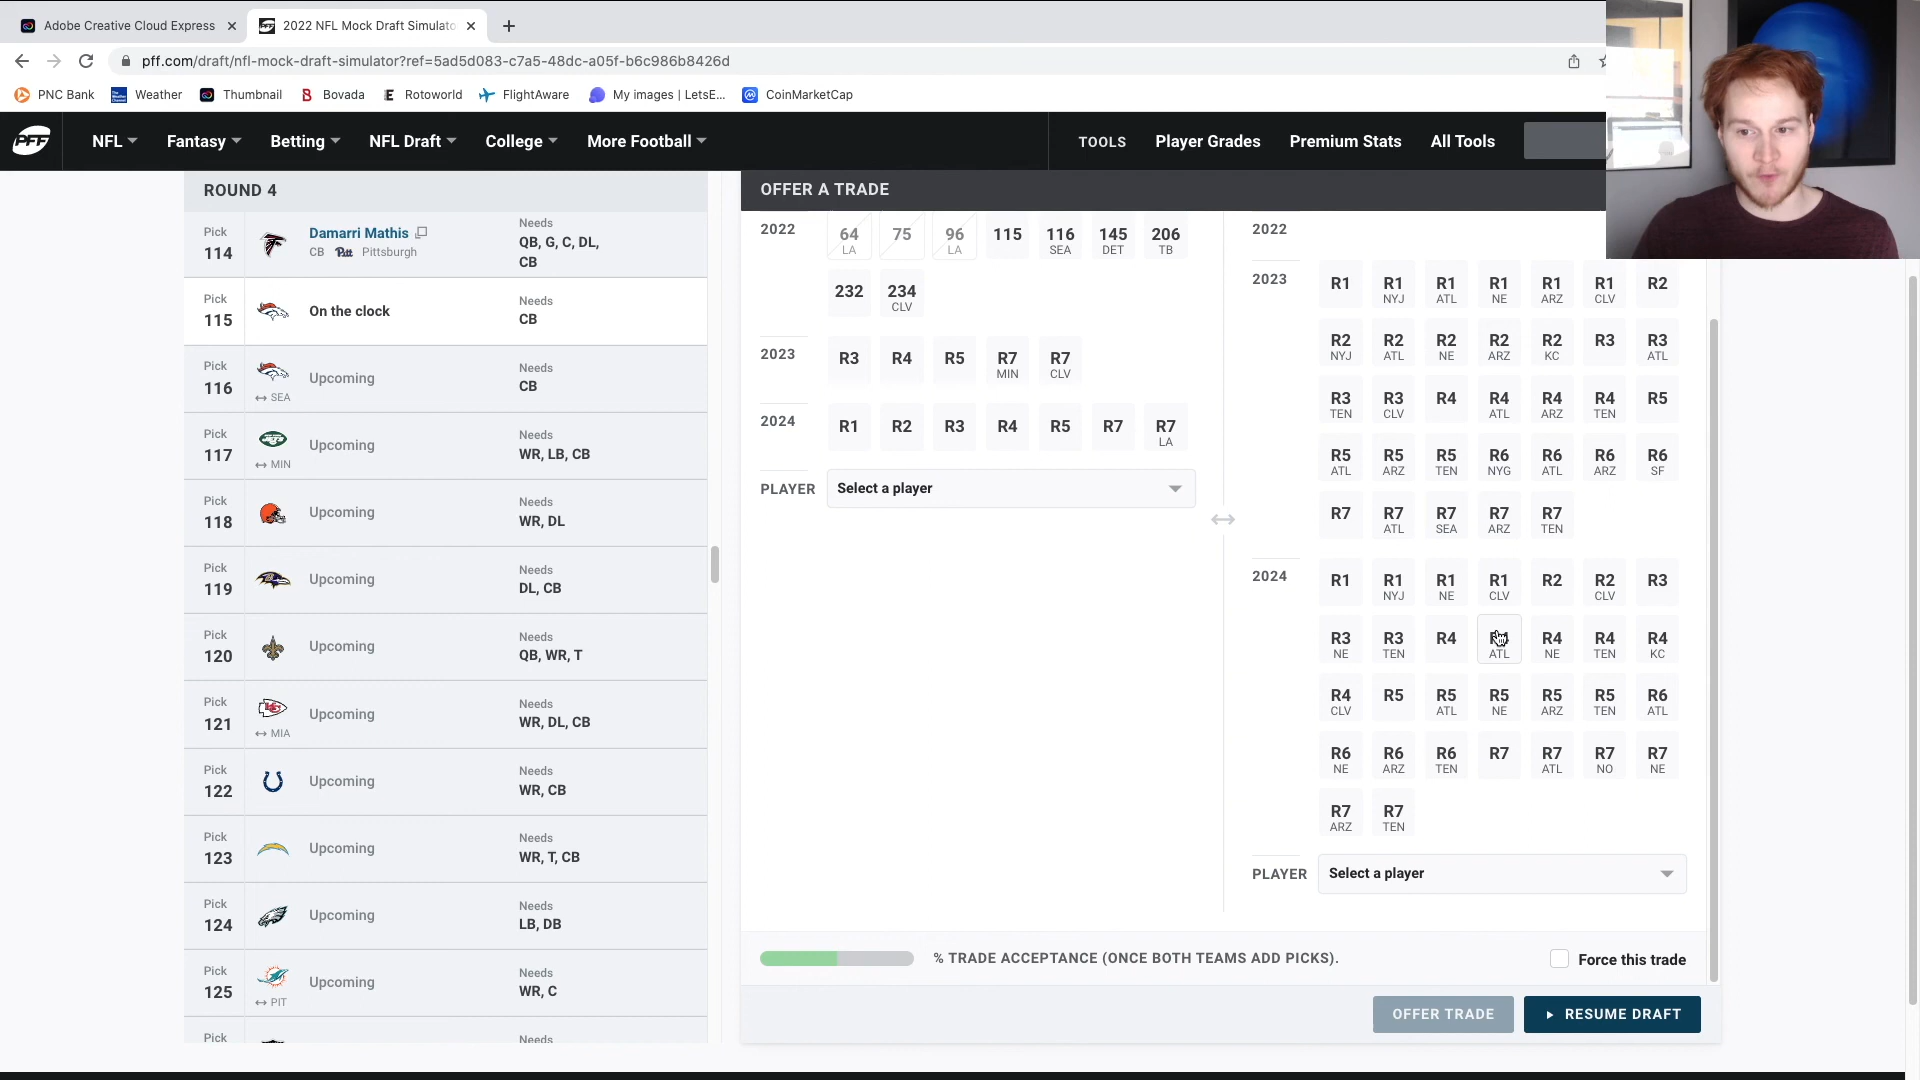 Adobe Creative Cloud Express
2022 NFL Mock Draft Simulato
pff.com/draft/nfl-mock-draft-simulator?ref=5ad5d083-c7a5-48dc-a05f-b6c986b8426d
PNC Bank Weather Thumbnail Bovada Rotoworld FlightAware My images | LetsE... CoinMarketCap
PFF NFL Fantasy Betting NFL Draft College More Football TOOLS Player Grades Premium Stats All Tools
ROUND 4
Pick 114 Damarri Mathis CB Pitt Pittsburgh Needs QB, G, C, DL, CB
Pick 115 On the clock Needs CB
Pick 116 SEA Upcoming Needs CB
Pick 117 MIN Upcoming Needs WR, LB, CB
Pick 118 Upcoming Needs WR, DL
Pick 119 Upcoming Needs DL, CB
Pick 120 Upcoming Needs QB, WR, T
Pick 121 MIA Upcoming Needs WR, DL, CB
Pick 122 Upcoming Needs WR, CB
Pick 123 Upcoming Needs WR, T, CB
Pick 124 Upcoming Needs LB, DB
Pick 125 PIT Upcoming Needs WR, C
Pick Needs
OFFER A TRADE
2022 64 75 96 115 116 145 206
LA LA SEA DET TB
232 234
CLV
2023 R3 R4 R5 R7 R7
MIN CLV
2024 R1 R2 R3 R4 R5 R7 R7
LA
PLAYER Select a player
2022
2023 R1 R1 R1 R1 R1 R1 R2
NYJ ATL NE ARZ CLV
R2 R2 R2 R2 R2 R3 R3
NYJ ATL NE ARZ KC ATL
R3 R3 R4 R4 R4 R4 R5
TEN CLV ATL ARZ TEN
R5 R5 R5 R6 R6 R6 R6
ATL ARZ TEN NYG ATL ARZ SF
R7 R7 R7 R7 R7
ATL SEA ARZ TEN
2024 R1 R1 R1 R1 R2 R2 R3
NYJ NE CLV CLV
R3 R3 R4 R4 R4 R4
NE TEN ATL NE TEN KC
R4 R5 R5 R5 R5 R5 R6
CLV ATL NE ARZ TEN ATL
R6 R6 R6 R7 R7 R7 R7
NE ARZ TEN ATL NO NE
R7 R7
ARZ TEN
PLAYER Select a player
% TRADE ACCEPTANCE (ONCE BOTH TEAMS ADD PICKS).
Force this trade
OFFER TRADE RESUME DRAFT